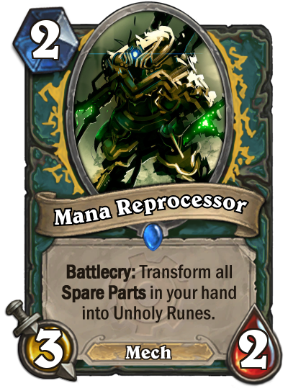 2
Mana Reprocessor
Battlecry: Transform all
Spare Parts in your hand
into Unholy Runes.
3
Mech
2